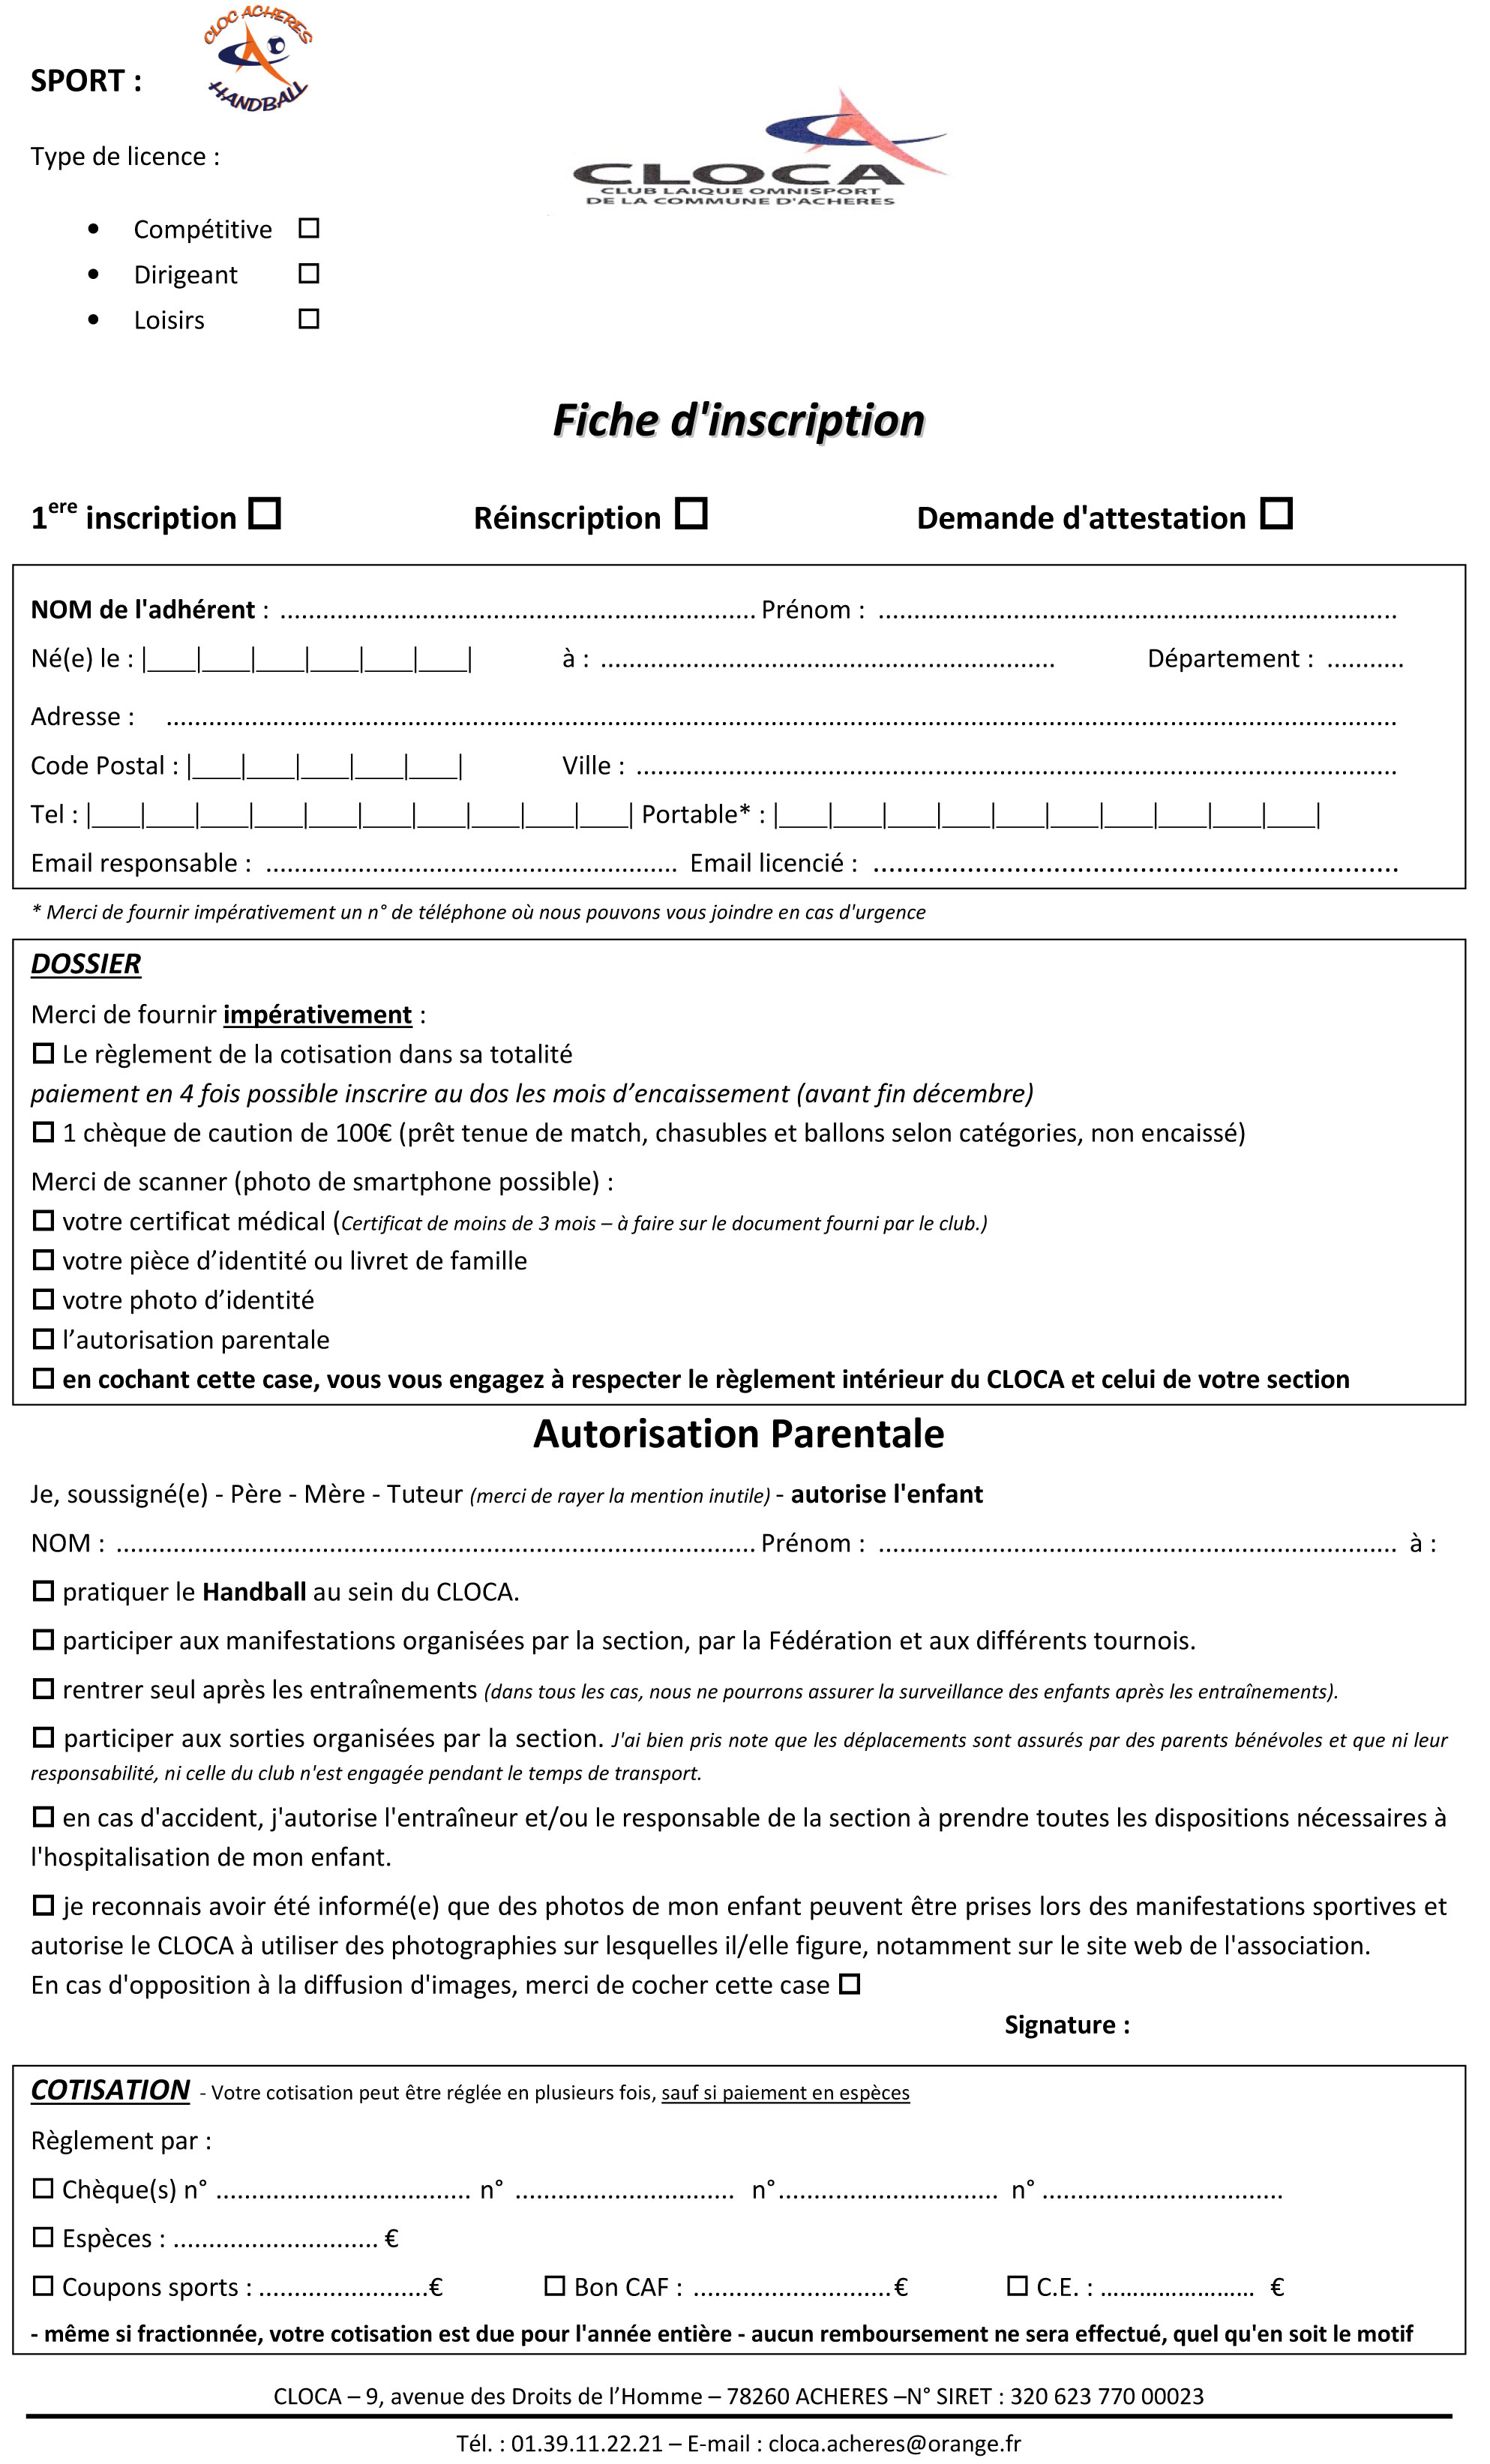 CLOC ACHERES
HANDBALL
SPORT :
CLOCA
CLUB LAIQUE OMNISPORT
DE LA COMMUNE D'ACHERES
Type de licence :
• Compétitive ☐
• Dirigeant ☐
• Loisirs ☐
Fiche d'inscription
1ere inscription ☐ Réinscription ☐ Demande d'attestation ☐
NOM de l'adhérent : .................................................................. Prénom : ........................................................................
Né(e) le : |___|___|___|___|___|___| à : ............................................................... Département : ...........
Adresse : ............................................................................................................................................................................
Code Postal : |___|___|___|___|___| Ville : ..........................................................................................................
Tel : |___|___|___|___|___|___|___|___|___|___| Portable* : |___|___|___|___|___|___|___|___|___|___|
Email responsable : .......................................................... Email licencié : ..........................................................................
* Merci de fournir impérativement un n° de téléphone où nous pouvons vous joindre en cas d'urgence
DOSSIER
Merci de fournir impérativement :
☐ Le règlement de la cotisation dans sa totalité
paiement en 4 fois possible inscrire au dos les mois d’encaissement (avant fin décembre)
☐ 1 chèque de caution de 100€ (prêt tenue de match, chasubles et ballons selon catégories, non encaissé)
Merci de scanner (photo de smartphone possible) :
☐ votre certificat médical (Certificat de moins de 3 mois – à faire sur le document fourni par le club.)
☐ votre pièce d’identité ou livret de famille
☐ votre photo d’identité
☐ l’autorisation parentale
☐ en cochant cette case, vous vous engagez à respecter le règlement intérieur du CLOCA et celui de votre section
Autorisation Parentale
Je, soussigné(e) - Père - Mère - Tuteur (merci de rayer la mention inutile) - autorise l'enfant
NOM : ......................................................................................... Prénom : ........................................................................ à :
☐ pratiquer le Handball au sein du CLOCA.
☐ participer aux manifestations organisées par la section, par la Fédération et aux différents tournois.
☐ rentrer seul après les entraînements (dans tous les cas, nous ne pourrons assurer la surveillance des enfants après les entraînements).
☐ participer aux sorties organisées par la section. J'ai bien pris note que les déplacements sont assurés par des parents bénévoles et que ni leur
responsabilité, ni celle du club n'est engagée pendant le temps de transport.
☐ en cas d'accident, j'autorise l'entraîneur et/ou le responsable de la section à prendre toutes les dispositions nécessaires à
l'hospitalisation de mon enfant.
☐ je reconnais avoir été informé(e) que des photos de mon enfant peuvent être prises lors des manifestations sportives et
autorise le CLOCA à utiliser des photographies sur lesquelles il/elle figure, notamment sur le site web de l'association.
En cas d'opposition à la diffusion d'images, merci de cocher cette case ☐
Signature :
COTISATION - Votre cotisation peut être réglée en plusieurs fois, sauf si paiement en espèces
Règlement par :
☐ Chèque(s) n° .................................... n° ............................... n°............................... n° ..................................
☐ Espèces : ............................. €
☐ Coupons sports : ........................€ ☐ Bon CAF : ............................€ ☐ C.E. : …………………… €
- même si fractionnée, votre cotisation est due pour l'année entière - aucun remboursement ne sera effectué, quel qu'en soit le motif
CLOCA – 9, avenue des Droits de l’Homme – 78260 ACHERES –N° SIRET : 320 623 770 00023
Tél. : 01.39.11.22.21 – E-mail : cloca.acheres@orange.fr